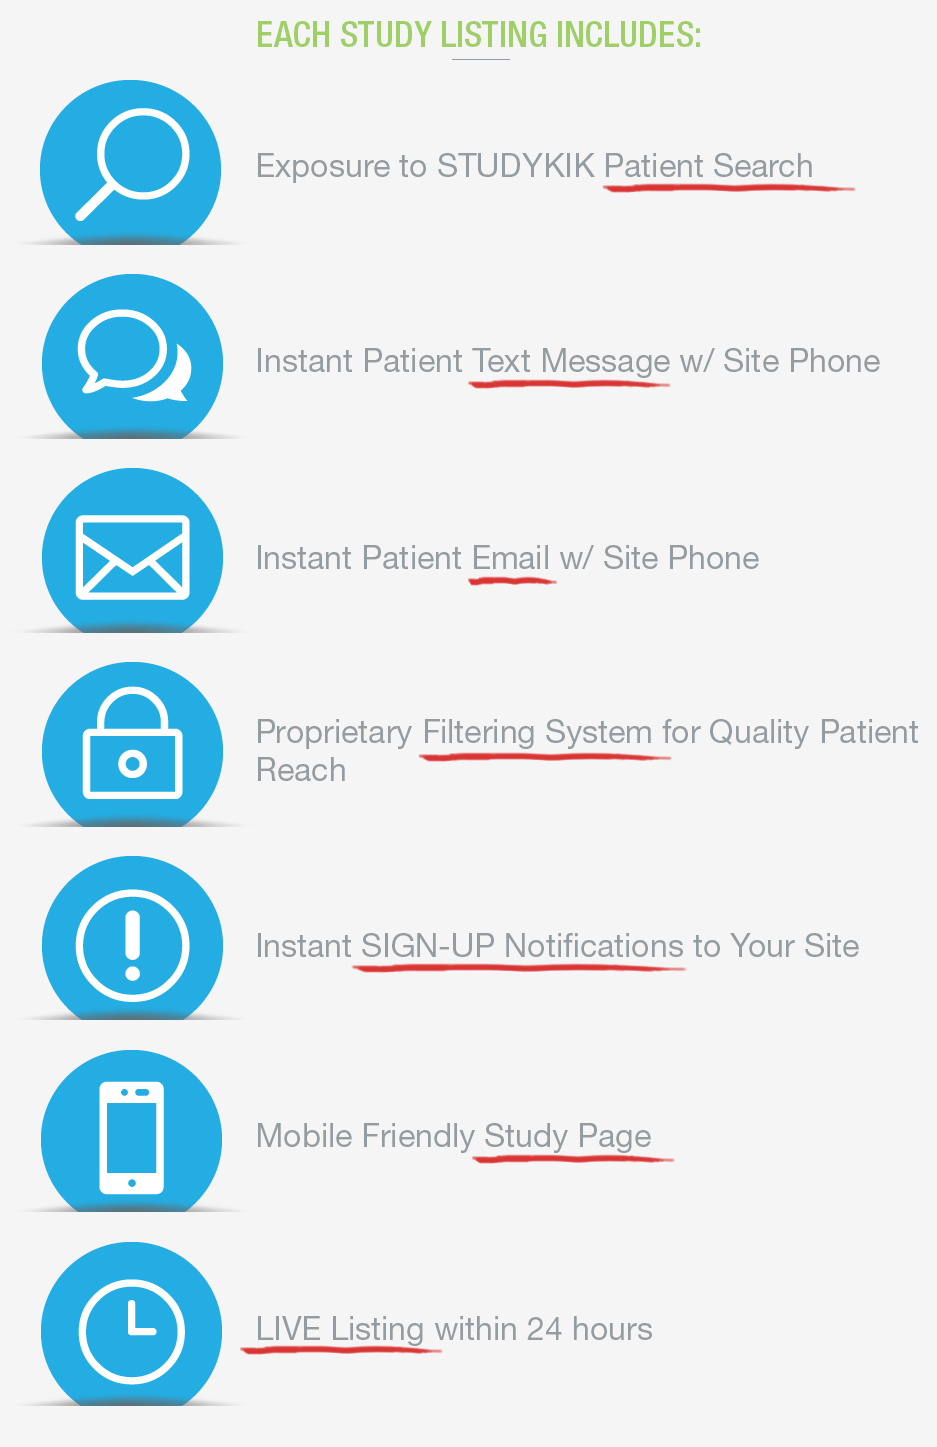 EACH STUDY LISTING INCLUDES:
Exposure to STUDYKIK Patient Search
Instant Patient Text Message w/ Site Phone
Instant Patient Email w/ Site Phone
Proprietary Filtering System for Quality Patient
Reach
Instant SIGN-UP Notifications to Your Site
Mobile Friendly Study Page
LIVE Listing within 24 hours